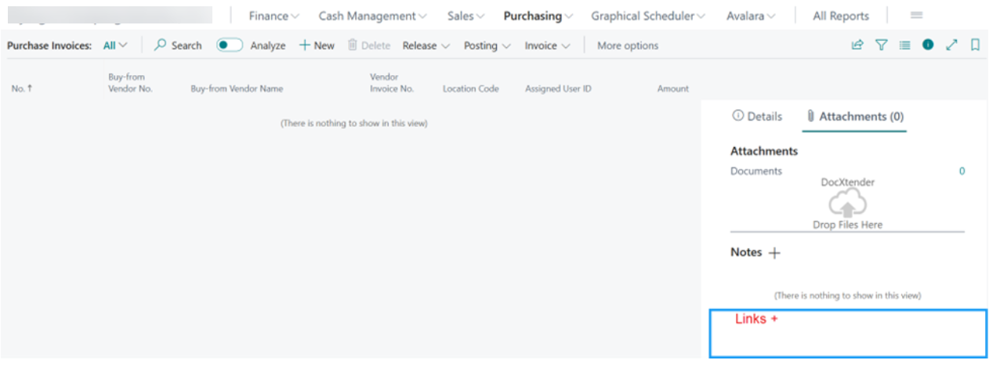 Finance Cash Management Sales Purchasing Graphical Scheduler Avalara All Reports
Purchase Invoices: All Search Analyze + New Delete Release Posting Invoice More options
No. ↑ Buy-from Vendor No. Buy-from Vendor Name Vendor Invoice No. Location Code Assigned User ID Amount
(There is nothing to show in this view)
Details Attachments (0)
Attachments
Documents 0
DocXtender
Drop Files Here
Notes +
(There is nothing to show in this view)
Links +